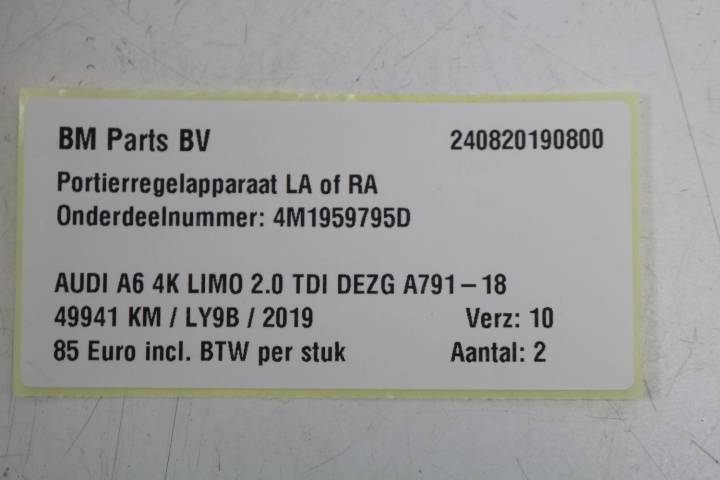 BM Parts BV 240820190800
Portierregelapparaat LA of RA
Onderdeelnummer: 4M1959795D
AUDI A6 4K LIMO 2.0 TDI DEZG A791-18
49941 KM / LY9B / 2019 Verz: 10
85 Euro incl. BTW per stuk Aantal: 2